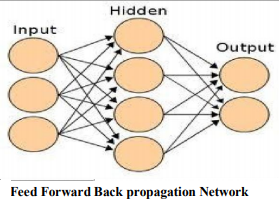 Hidden
Input
Output
Feed Forward Back propagation Network